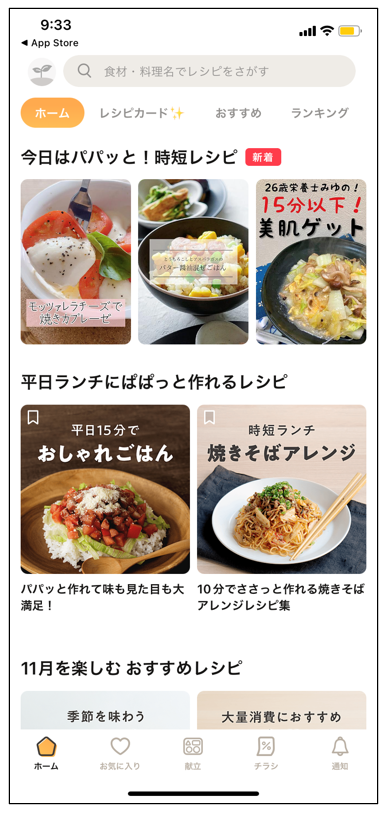 9:33
◀ App Store
食材・料理名でレシピをさがす
ホーム
レシピカード✨
おすすめ
ランキング
今日はパパッと！時短レシピ
新着
モッツァレラチーズで
焼きカプレーゼ
バター醤油混ぜごはん
26歳栄養士みゆの！
15分以下！
美肌ゲット
平日ランチにぱぱっと作れるレシピ
平日15分で
おしゃれごはん
時短ランチ
焼きそばアレンジ
パパッと作れて味も見た目も大
満足！
10分でささっと作れる焼きそば
アレンジレシピ集
11月を楽しむ おすすめレシピ
季節を味わう
大量消費におすすめ
ホーム
お気に入り
献立
チラシ
通知